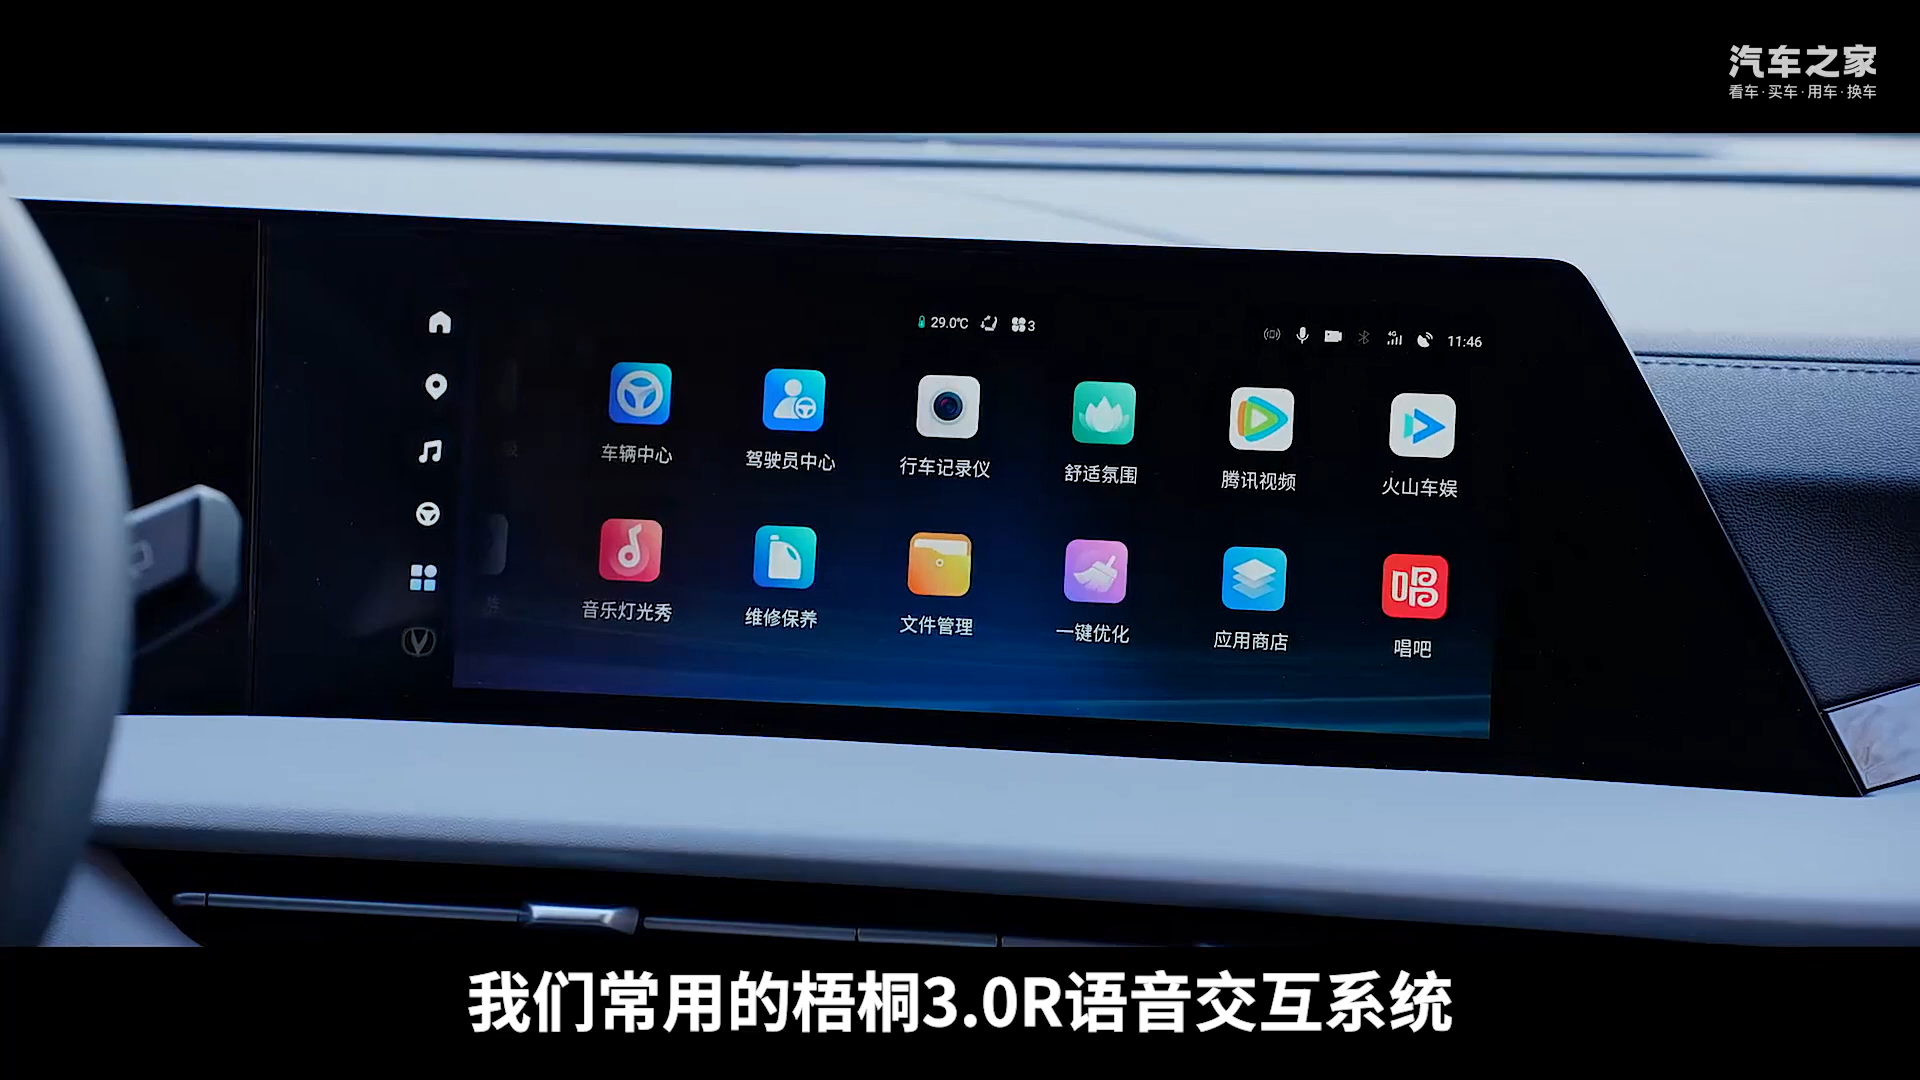 汽车之家
看车·买车·用车·换车
29.0℃ 3
4G 11:46
车辆中心 驾驶员中心 行车记录仪 舒适氛围 腾讯视频 火山车娱
音乐灯光秀 维修保养 文件管理 一键优化 应用商店 唱吧
唱
我们常用的梧桐3.0R语音交互系统